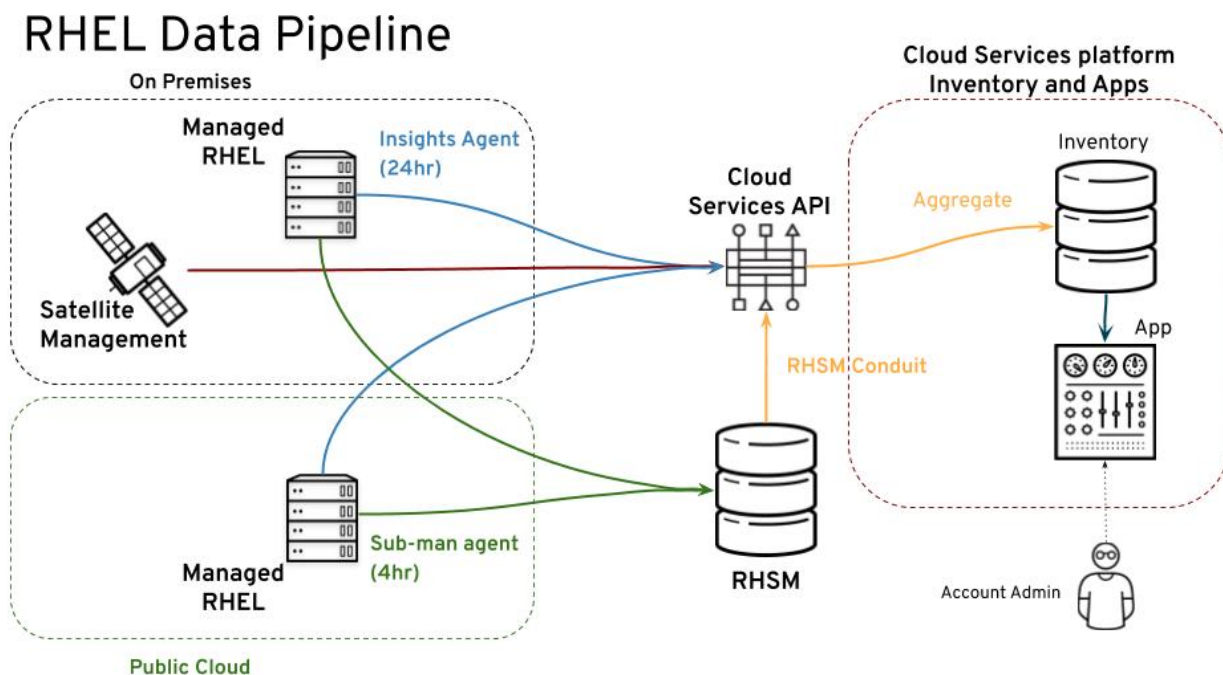 RHEL Data Pipeline
On Premises
Managed
RHEL
Insights Agent
(24hr)
Satellite
Management
Cloud
Services API
Cloud Services platform
Inventory and Apps
Inventory
Aggregate
App
RHSM Conduit
Managed
RHEL
Sub-man agent
(4hr)
RHSM
Account Admin
Public Cloud